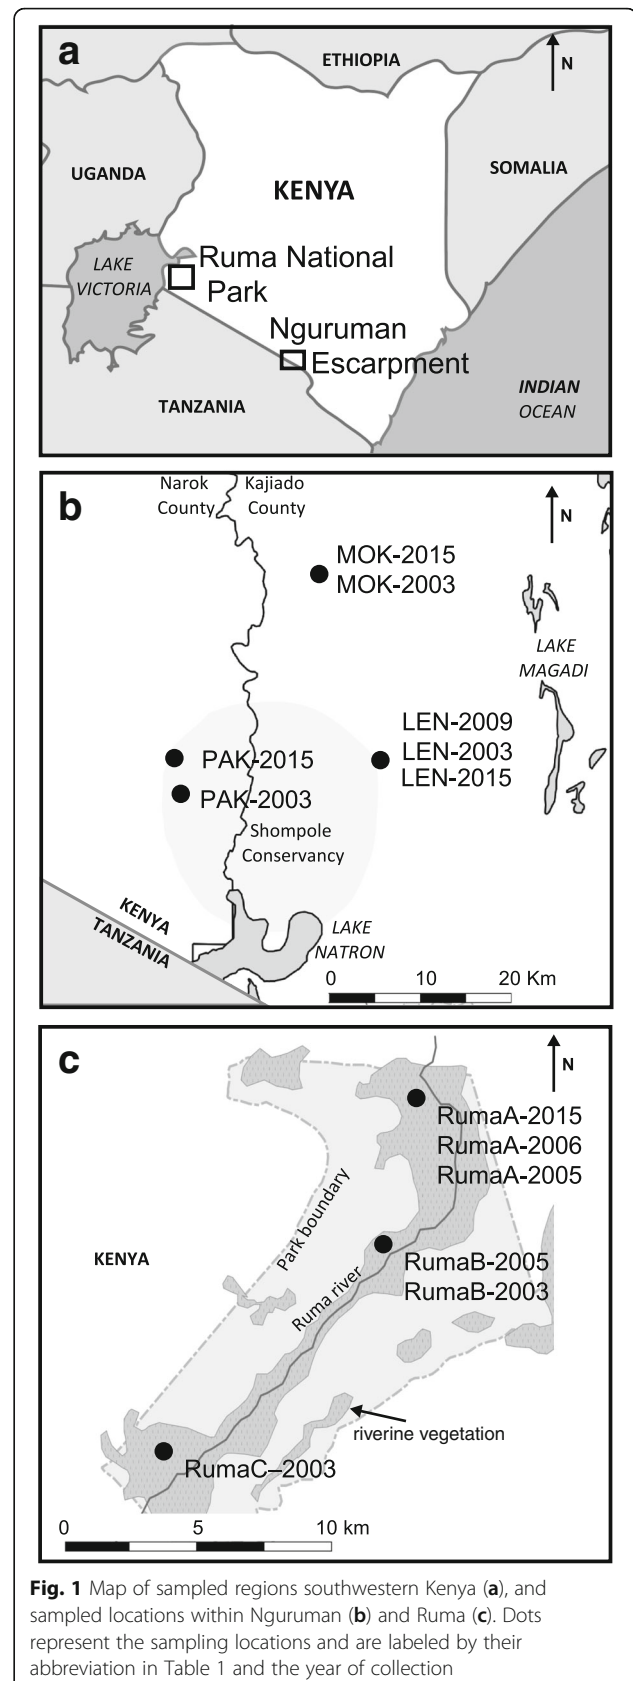 a
ETHIOPIA
N
UGANDA
SOMALIA
KENYA
LAKE
VICTORIA
Ruma National
Park
Nguruman
Escarpment
TANZANIA
INDIAN
OCEAN
b
Narok
County
Kajiado
County
N
MOK-2015
MOK-2003
LAKE
MAGADI
LEN-2009
LEN-2003
LEN-2015
PAK-2015
PAK-2003
Shompole
Conservancy
KENYA
TANZANIA
LAKE
NATRON
0 10 20 Km
c
N
RumaA-2015
RumaA-2006
RumaA-2005
Park boundary
KENYA
Ruma river
RumaB-2005
RumaB-2003
riverine vegetation
RumaC–2003
0 5 10 km
Fig. 1 Map of sampled regions southwestern Kenya (a), and
sampled locations within Nguruman (b) and Ruma (c). Dots
represent the sampling locations and are labeled by their
abbreviation in Table 1 and the year of collection